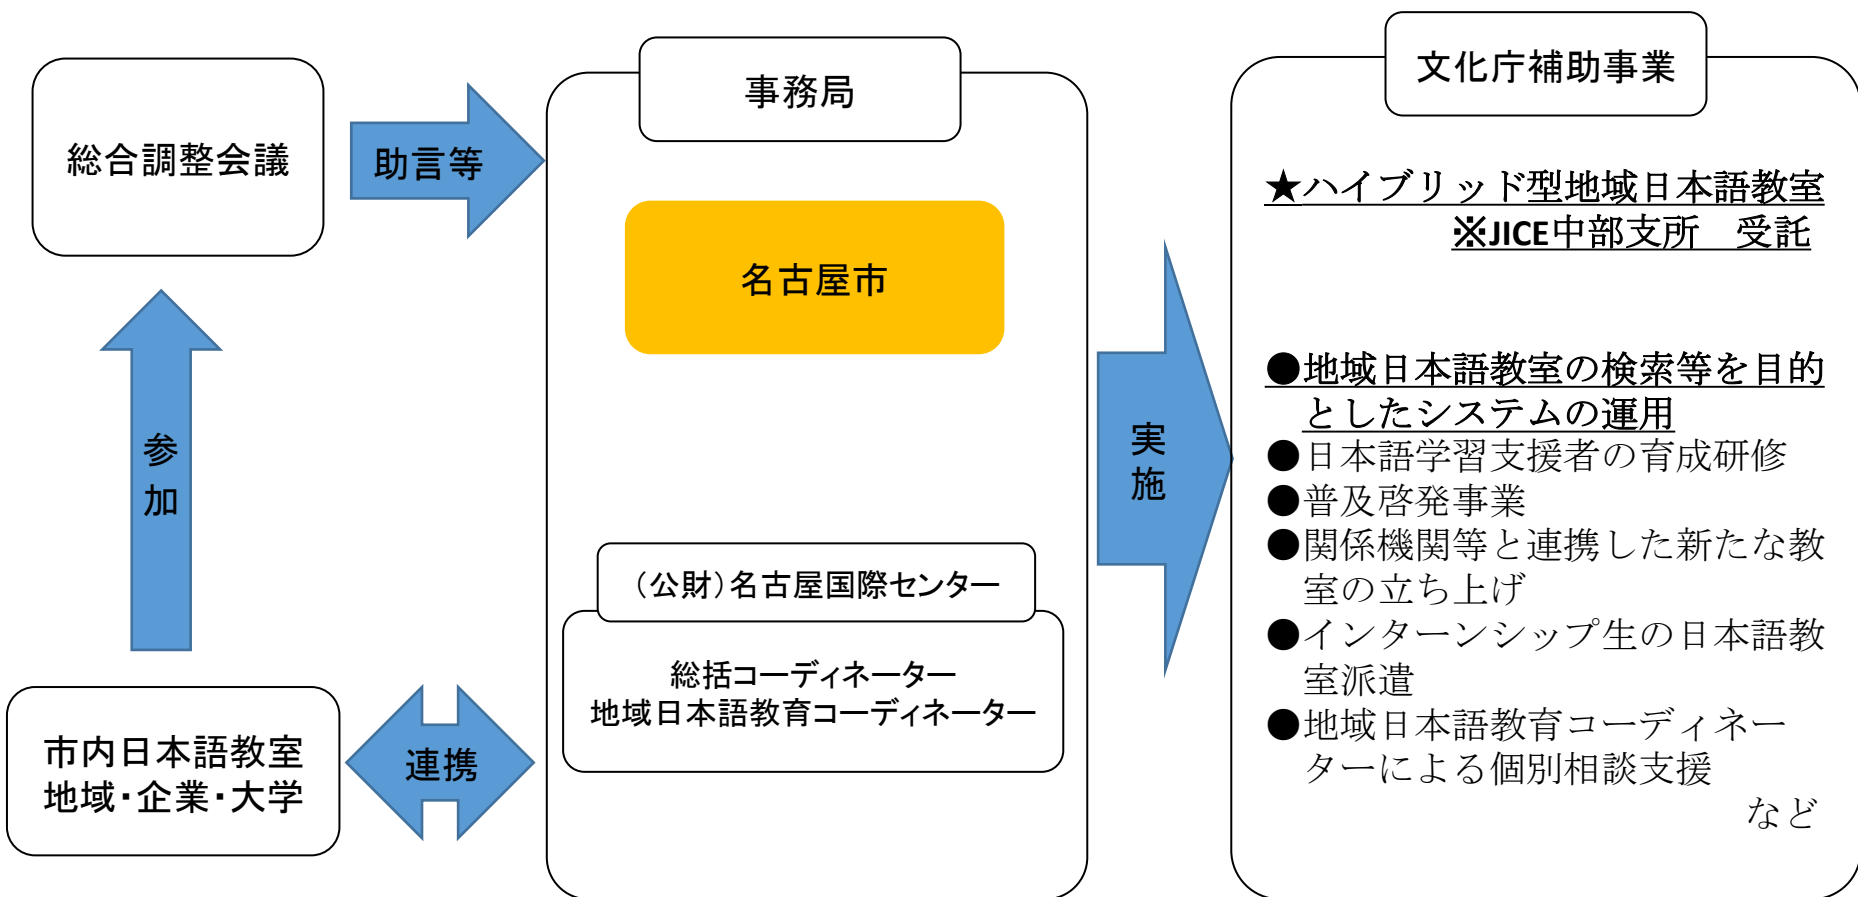 総合調整会議
助言等
参
加
市内日本語教室
地域・企業・大学
連携
事務局
名古屋市
（公財）名古屋国際センター
総括コーディネーター
地域日本語教育コーディネーター
実
施
文化庁補助事業
★ハイブリッド型地域日本語教室
※JICE中部支所　受託
●地域日本語教室の検索等を目的
としたシステムの運用
●日本語学習支援者の育成研修
●普及啓発事業
●関係機関等と連携した新たな教
室の立ち上げ
●インターンシップ生の日本語教
室派遣
●地域日本語教育コーディネー
ターによる個別相談支援
など